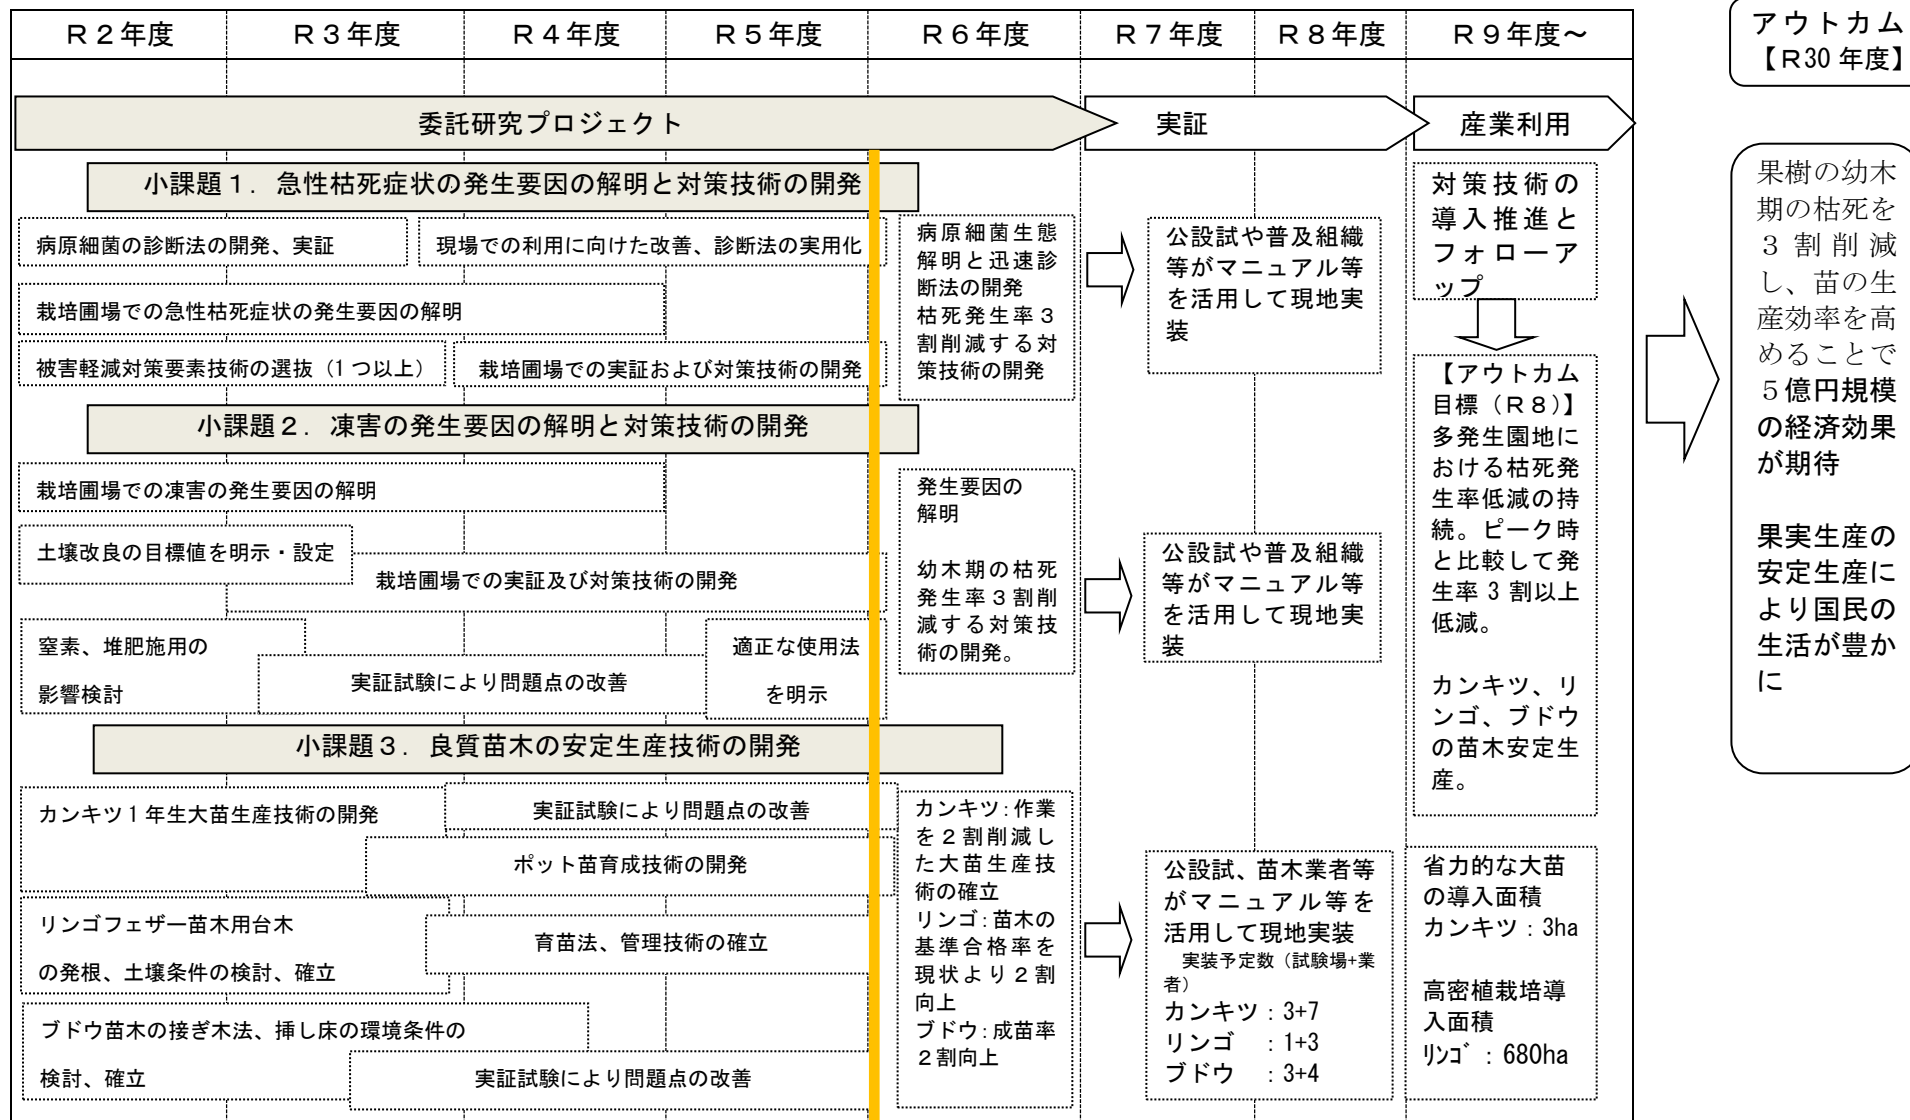 R2年度
R3年度
R4年度
R5年度
R6年度
R7年度
R8年度
R9年度～
アウトカム
【R30 年度】
委託研究プロジェクト
実証
産業利用
小課題1．急性枯死症状の発生要因の解明と対策技術の開発
病原細菌の診断法の開発、実証
現場での利用に向けた改善、診断法の実用化
栽培圃場での急性枯死症状の発生要因の解明
被害軽減対策要素技術の選抜（1つ以上）
栽培圃場での実証および対策技術の開発
病原細菌生態
解明と迅速診
断法の開発
枯死発生率3
割削減する対
策技術の開発
公設試や普及組織
等がマニュアル等
を活用して現地実
装
対策技術の
導入推進と
フォローア
ップ
小課題2．凍害の発生要因の解明と対策技術の開発
栽培圃場での凍害の発生要因の解明
土壌改良の目標値を明示・設定
栽培圃場での実証及び対策技術の開発
窒素、堆肥施用の
影響検討
実証試験により問題点の改善
適正な使用法
を明示
発生要因の
解明
幼木期の枯死
発生率3割削
減する対策技
術の開発。
公設試や普及組織
等がマニュアル等
を活用して現地実
装
【アウトカム
目標（R8)】
多発生園地に
おける枯死発
生率低減の持
続。ピーク時
と比較して発
生率 3 割以上
低減。
カンキツ、リ
ンゴ、ブドウ
の苗木安定生
産。
小課題3．良質苗木の安定生産技術の開発
カンキツ1年生大苗生産技術の開発
実証試験により問題点の改善
ポット苗育成技術の開発
リンゴフェザー苗木用台木
の発根、土壌条件の検討、確立
育苗法、管理技術の確立
ブドウ苗木の接ぎ木法、挿し床の環境条件の
検討、確立
実証試験により問題点の改善
カンキツ：作業
を2割削減し
た大苗生産技
術の確立
リンゴ：苗木の
基準合格率を
現状より2割
向上
ブドウ：成苗率
2割向上
公設試、苗木業者等
がマニュアル等を
活用して現地実装
実装予定数（試験場+業
者）
カンキツ：3+7
リンゴ　：1+3
ブドウ　：3+4
省力的な大苗
の導入面積
カンキツ：3ha
高密植栽培導
入面積
ﾘﾝｺﾞ：680ha
果樹の幼木
期の枯死を
3割削減
し、苗の生
産効率を高
めることで
5億円規模
の経済効果
が期待
果実生産の
安定生産に
より国民の
生活が豊か
に